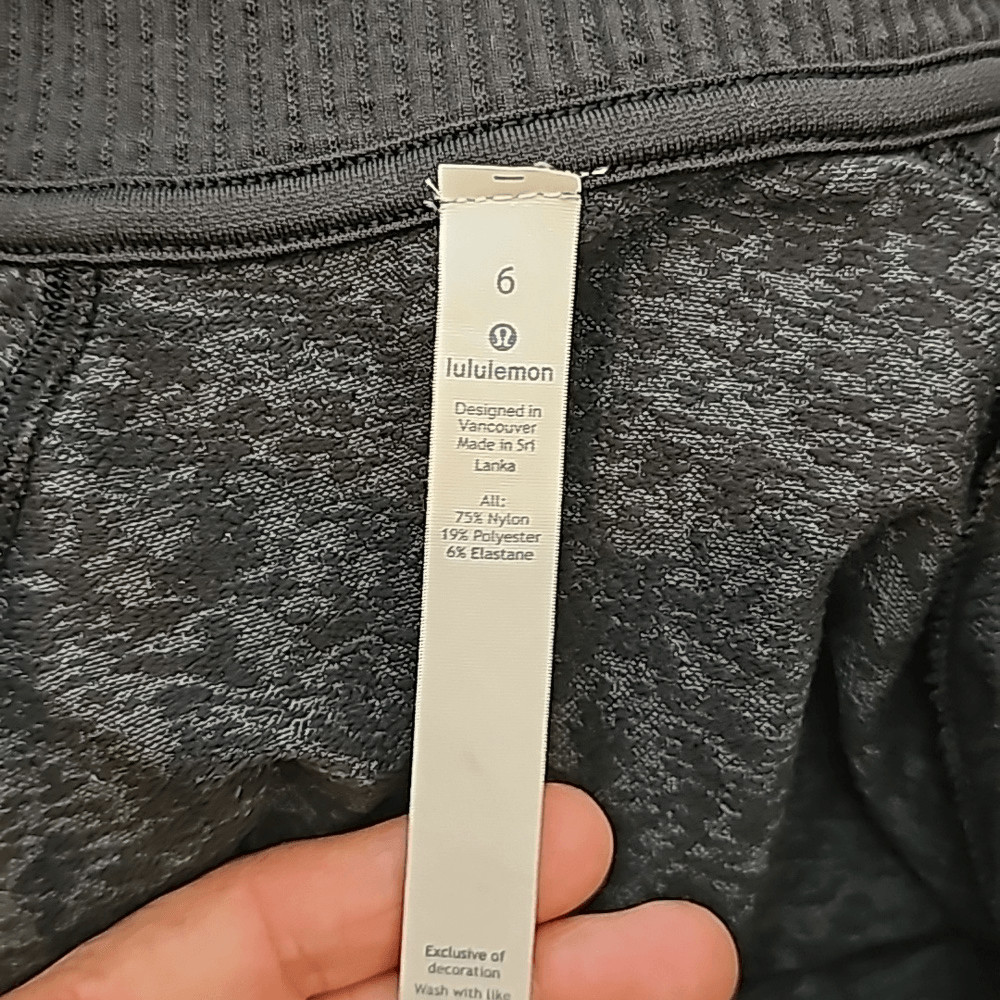 6
lululemon
Designed in
Vancouver
Made in Sri
Lanka
All:
75% Nylon
19% Polyester
6% Elastane
Exclusive of
decoration
Wash with like